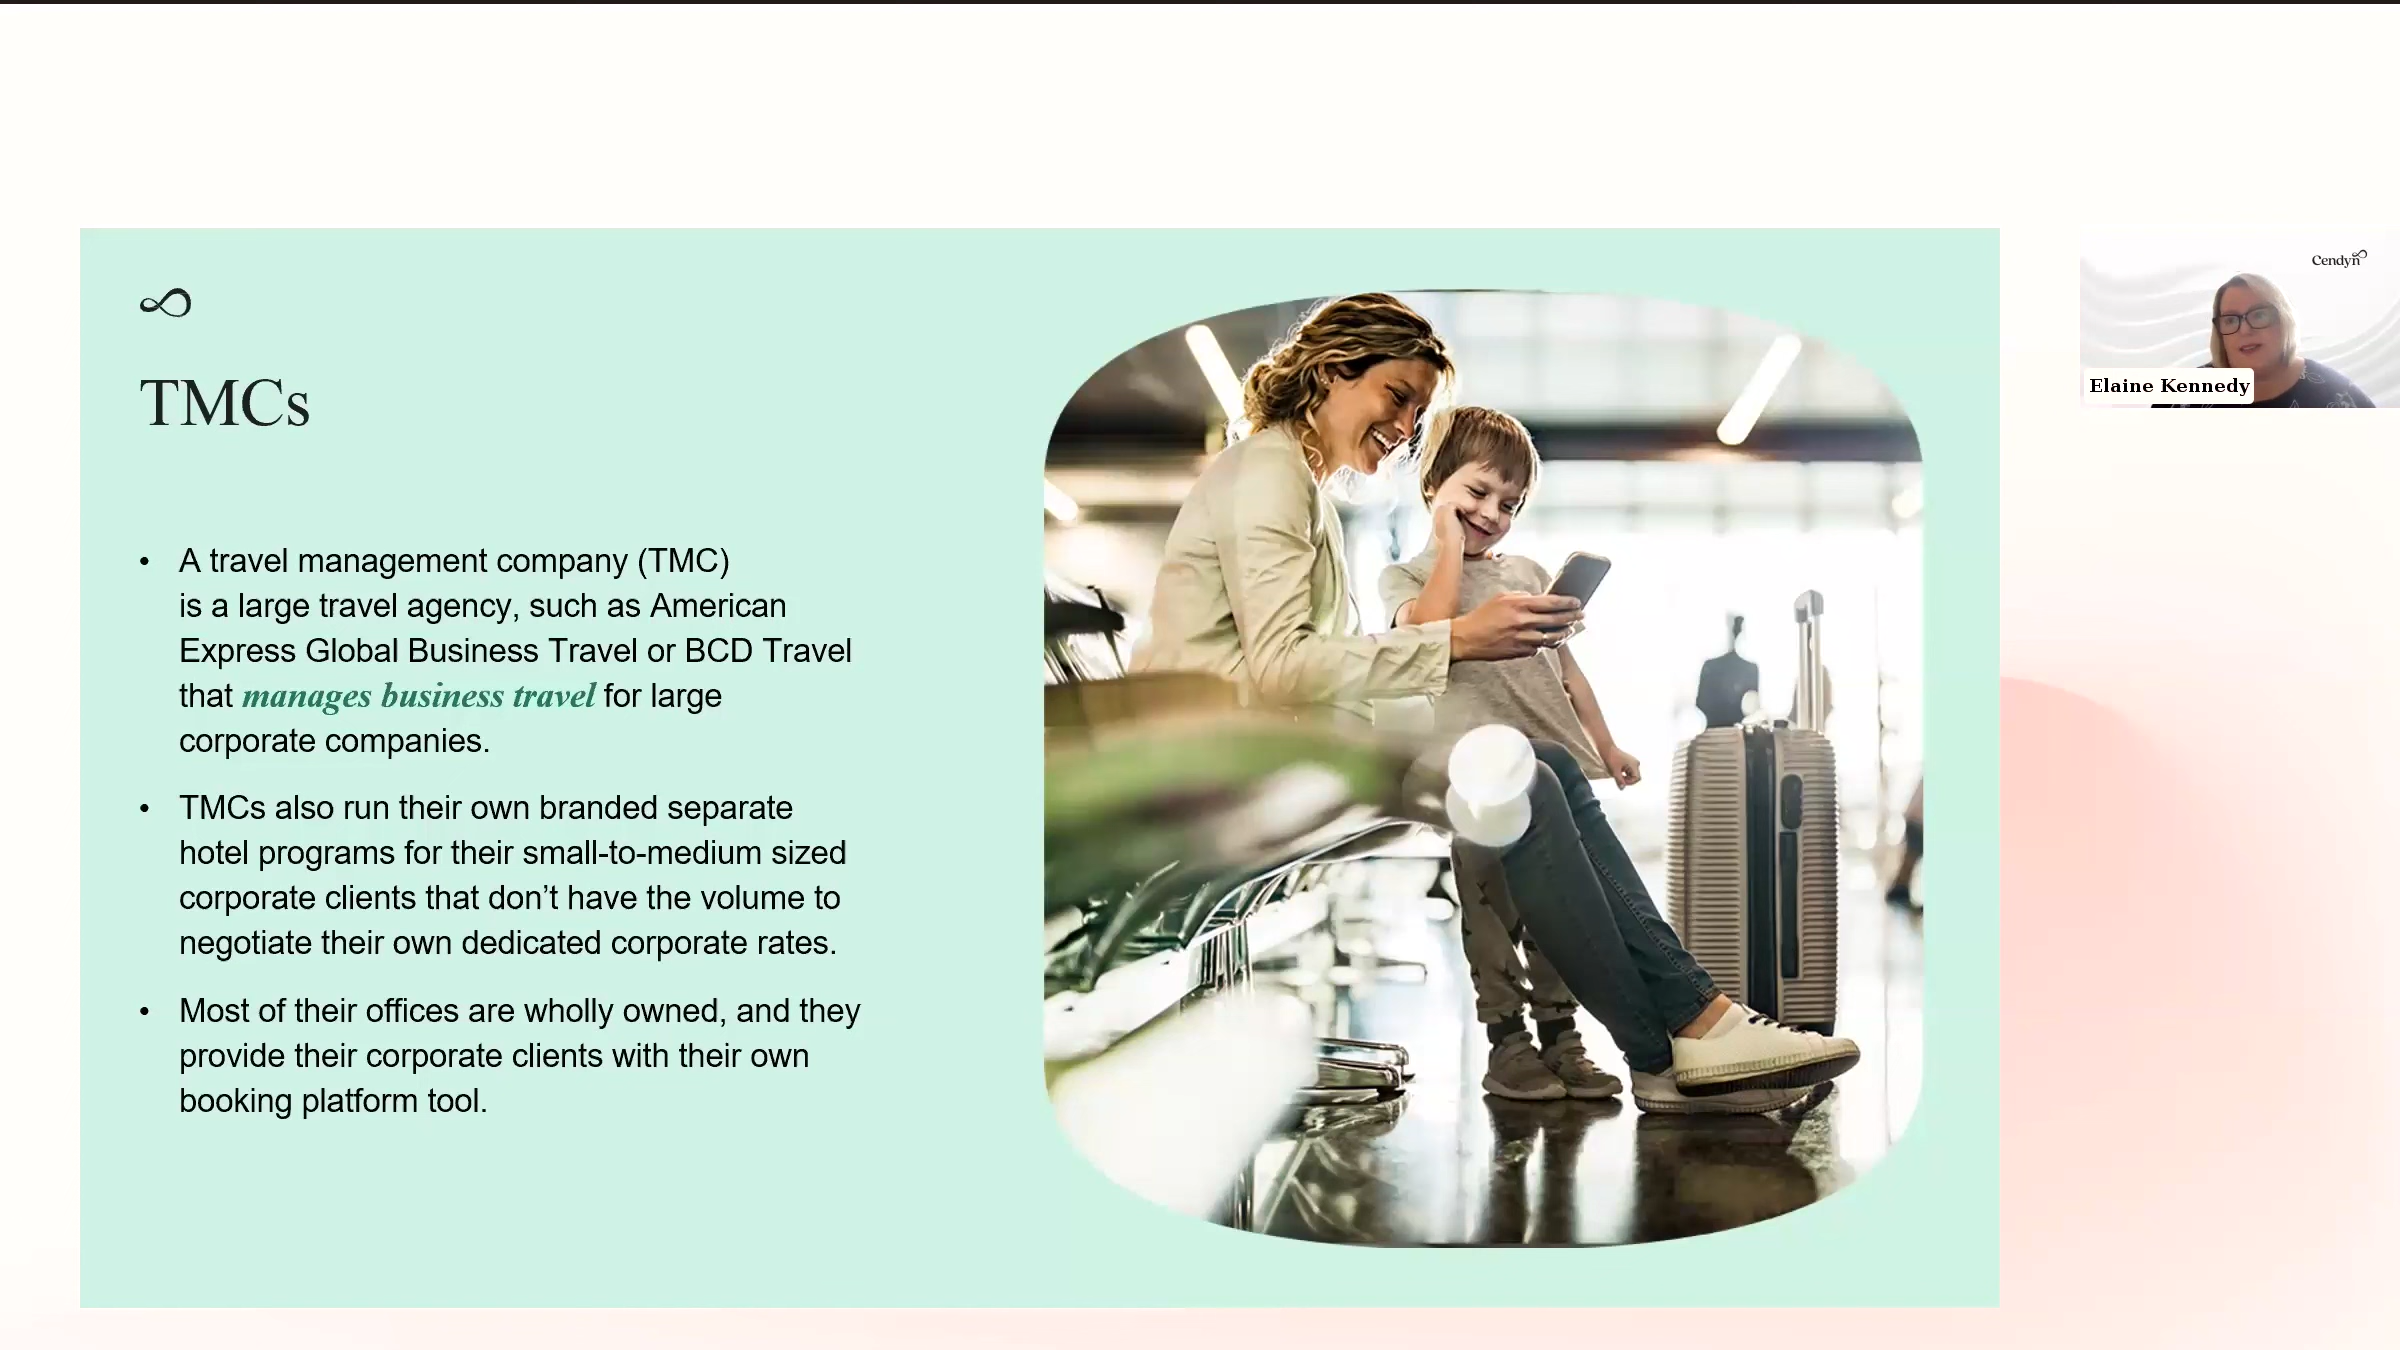 TMCs
• A travel management company (TMC)
is a large travel agency, such as American
Express Global Business Travel or BCD Travel
that manages business travel for large
corporate companies.
• TMCs also run their own branded separate
hotel programs for their small-to-medium sized
corporate clients that don’t have the volume to
negotiate their own dedicated corporate rates.
• Most of their offices are wholly owned, and they
provide their corporate clients with their own
booking platform tool.
Cendyn
Elaine Kennedy